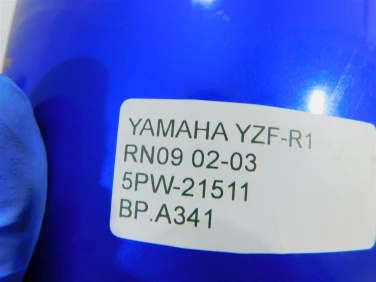 YAMAHA YZF-R1
RN09 02-03
5PW-21511
BP.A341